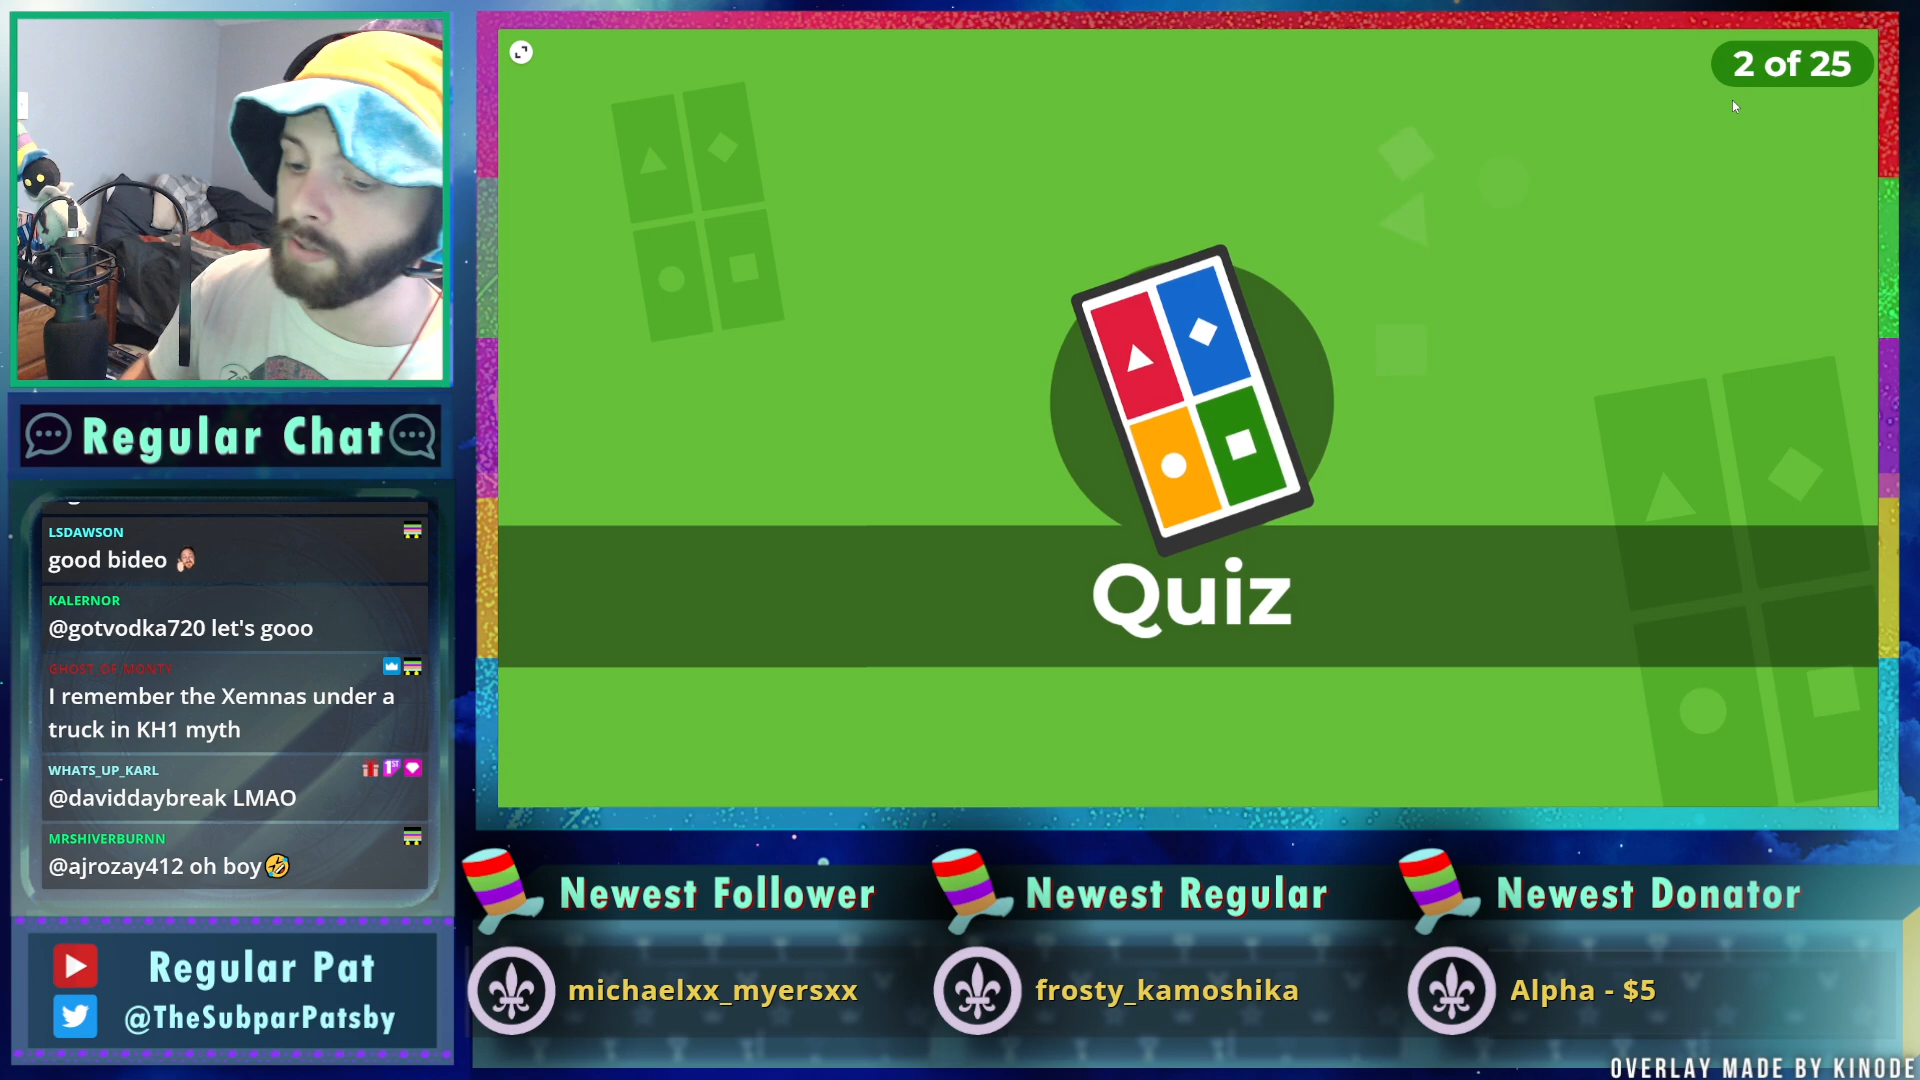 2 of 25
Quiz
Regular Chat
LSDAWSON
good bideo
KALERNOR
@gotvodka720 let's gooo
GHOST_OF_MONTY
I remember the Xemnas under a
truck in KH1 myth
WHATS_UP_KARL
1ST
@daviddaybreak LMAO
MRSHIVERBURNN
@ajrozay412 oh boy
Regular Pat
@TheSubparPatsby
Newest Follower
michaelxx_myersxx
Newest Regular
frosty_kamoshika
Newest Donator
Alpha - $5
OVERLAY MADE BY KINODE